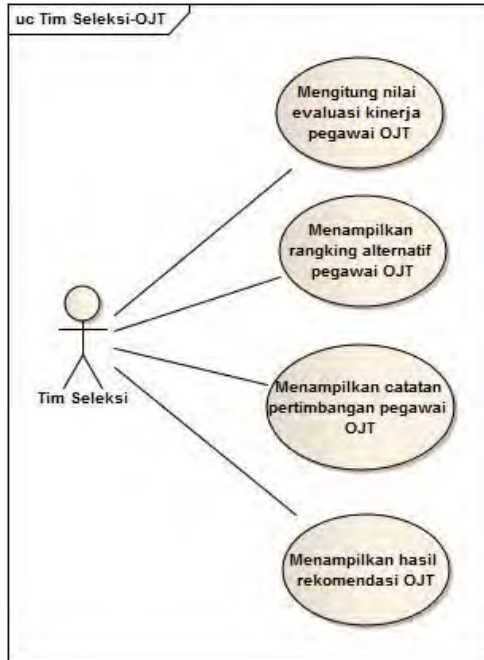 uc Tim Seleksi-OJT
Mengitung nilai
evaluasi kinerja
pegawai OJT
Menampilkan
rangking alternatif
pegawai OJT
Tim Seleksi
Menampilkan catatan
pertimbangan pegawai
OJT
Menampilkan hasil
rekomendasi OJT